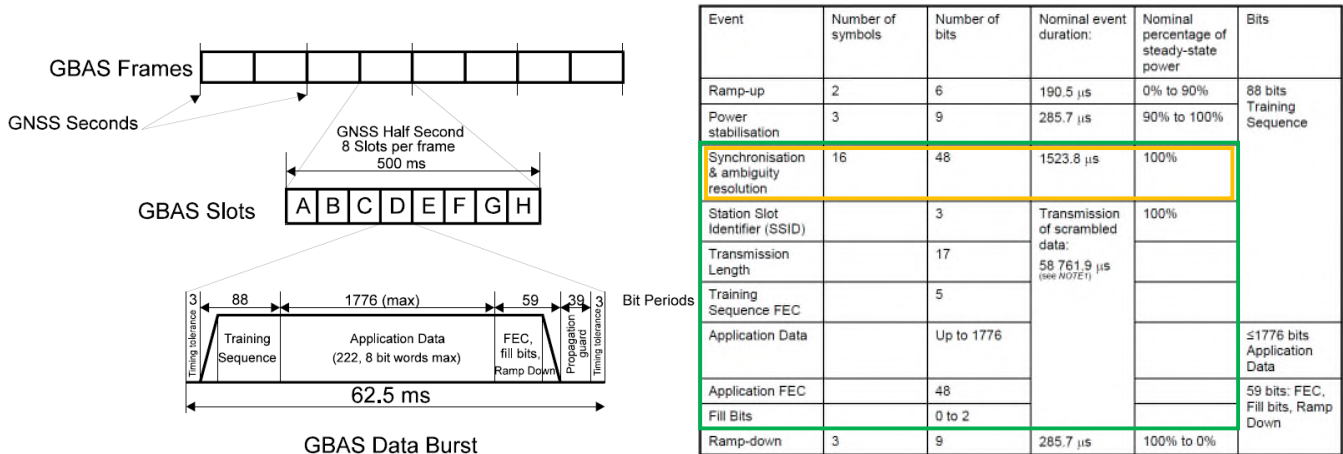 GBAS Frames
GNSS Seconds
GNSS Half Second
8 Slots per frame
500 ms
GBAS Slots
A B C D E F G H
3 88 1776 (max) 59 39 3 Bit Periods
Timing tolerance
Training
Sequence
Application Data
(222, 8 bit words max)
FEC,
fill bits,
Ramp Down
Propagation
guard
Timing tolerance
62.5 ms
GBAS Data Burst
Event Number of symbols Number of bits Nominal event duration: Nominal percentage of steady-state power Bits
Ramp-up 2 6 190.5 μs 0% to 90% 88 bits Training Sequence
Power stabilisation 3 9 285.7 μs 90% to 100%
Synchronisation & ambiguity resolution 16 48 1523.8 μs 100%
Station Slot Identifier (SSID) 3 Transmission of scrambled data: 58 761.9 μs (see NOTE1) 100%
Transmission Length 17
Training Sequence FEC 5
Application Data Up to 1776 ≤1776 bits Application Data
Application FEC 48 59 bits: FEC, Fill bits, Ramp Down
Fill Bits 0 to 2
Ramp-down 3 9 285.7 μs 100% to 0%